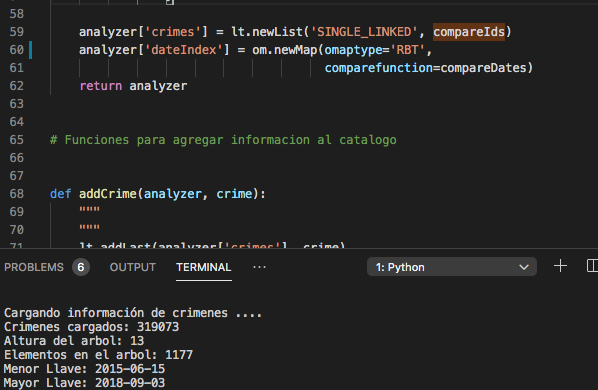 58
59 analyzer['crimes'] = lt.newList('SINGLE_LINKED', compareIds)
60 analyzer['dateIndex'] = om.newMap(omaptype='RBT',
61 comparefunction=compareDates)
62 return analyzer
63
64
65 # Funciones para agregar informacion al catalogo
66
67
68 def addCrime(analyzer, crime):
69 """
70 """
71 lt.addLast(analyzer['crimes'], crime)
PROBLEMS 6 OUTPUT TERMINAL ··· 1: Python
Cargando información de crimenes ....
Crimenes cargados: 319073
Altura del arbol: 13
Elementos en el arbol: 1177
Menor Llave: 2015-06-15
Mayor Llave: 2018-09-03